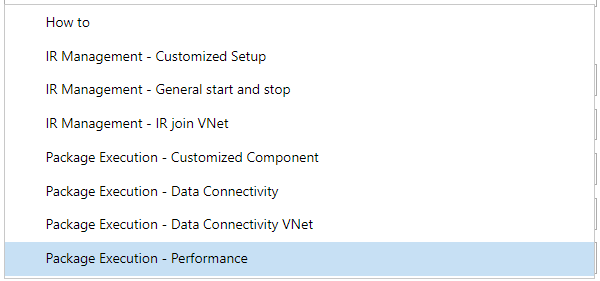 How to
IR Management - Customized Setup
IR Management - General start and stop
IR Management - IR join VNet
Package Execution - Customized Component
Package Execution - Data Connectivity
Package Execution - Data Connectivity VNet
Package Execution - Performance